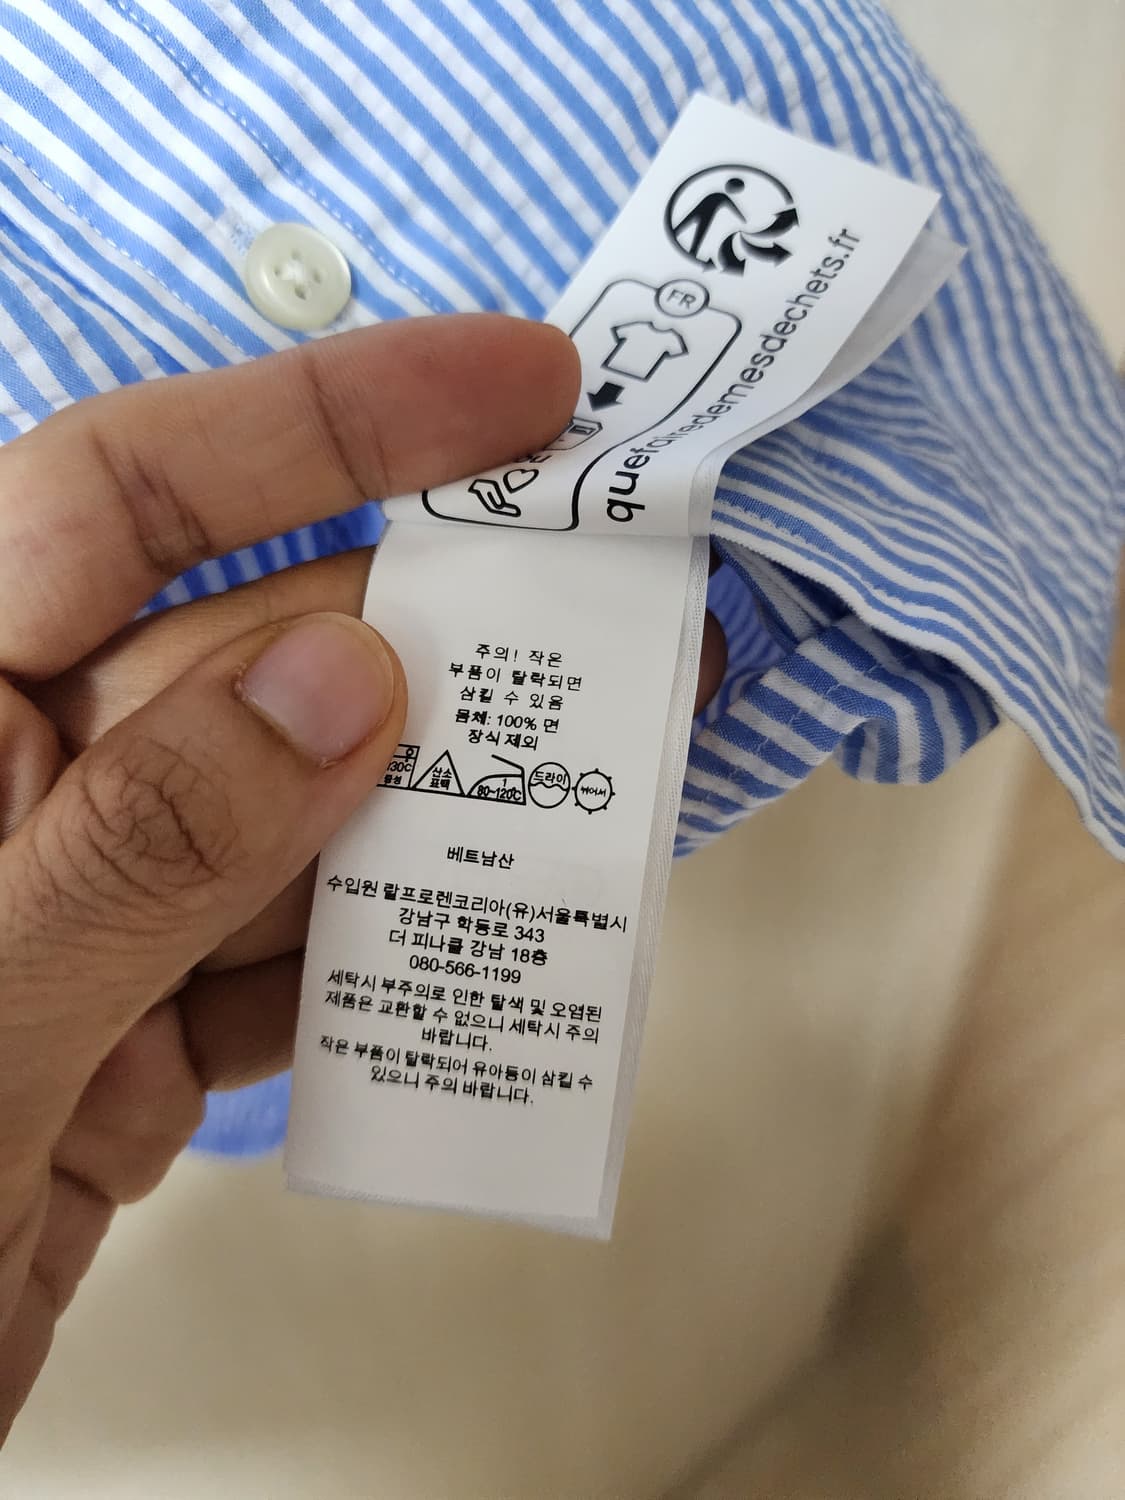 FR
quefairedemesdechets.fr
주의! 작은
부품이 탈락되면
삼킬 수 있음
몸체: 100% 면
장식 제외
30C
중성
산소
표백
80~120℃
드라이
뉘어서
베트남산
수입원 랄프로렌코리아(유)서울특별시
강남구 학동로 343
더 피나클 강남 18층
080-566-1199
세탁시 부주의로 인한 탈색 및 오염된
제품은 교환할 수 없으니 세탁시 주의
바랍니다.
작은 부품이 탈락되어 유아등이 삼킬 수
있으니 주의 바랍니다.